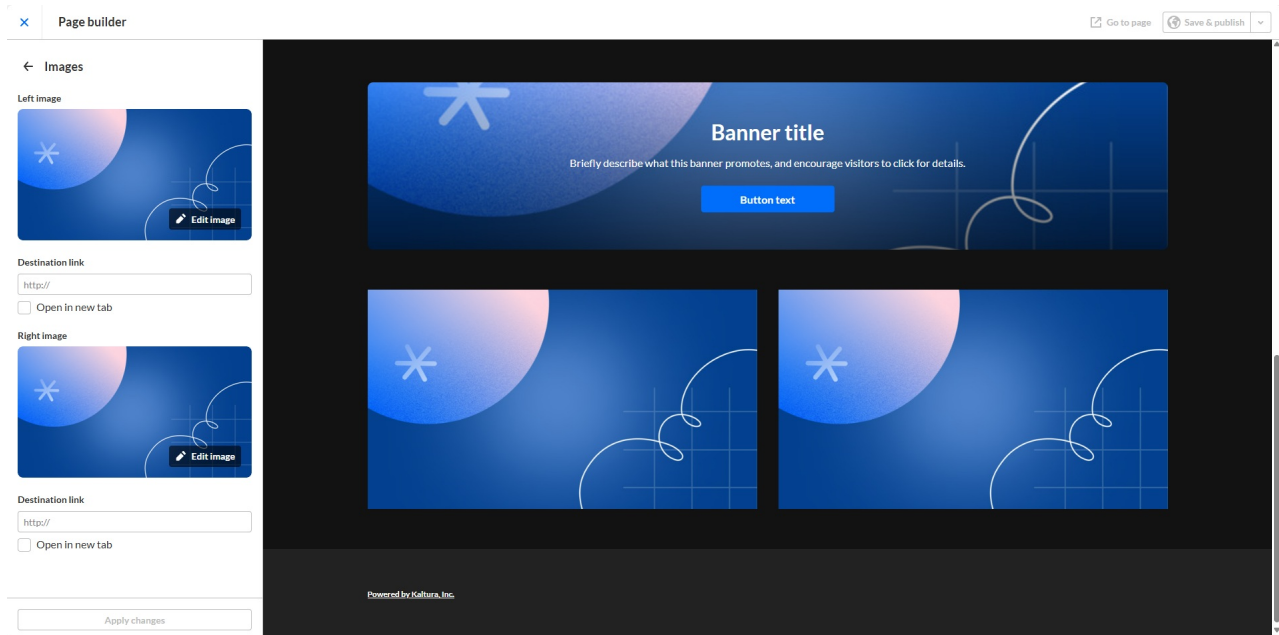 Page builder
Go to page
Save & publish
Images
Left image
Edit image
Destination link
http://
Open in new tab
Right image
Edit image
Destination link
http://
Open in new tab
Apply changes
Banner title
Briefly describe what this banner promotes, and encourage visitors to click for details.
Button text
Powered by Kaltura, Inc.